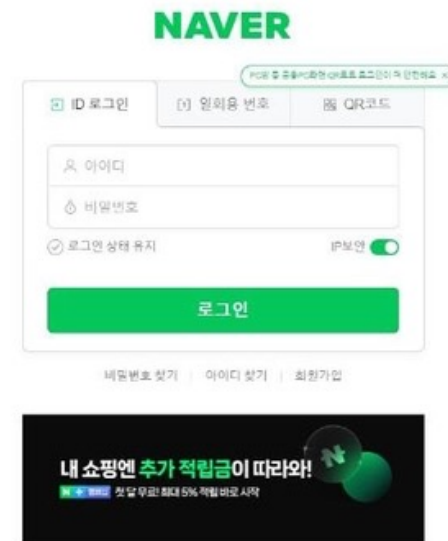 NAVER
ID 로그인
일회용 번호
QR코드
아이디
비밀번호
로그인 상태 유지
IP보안
로그인
비밀번호 찾기 | 아이디 찾기 | 회원가입
내 쇼핑엔 추가 적립금이 따라와!
첫 달 무료! 최대 5% 적립 바로 시작